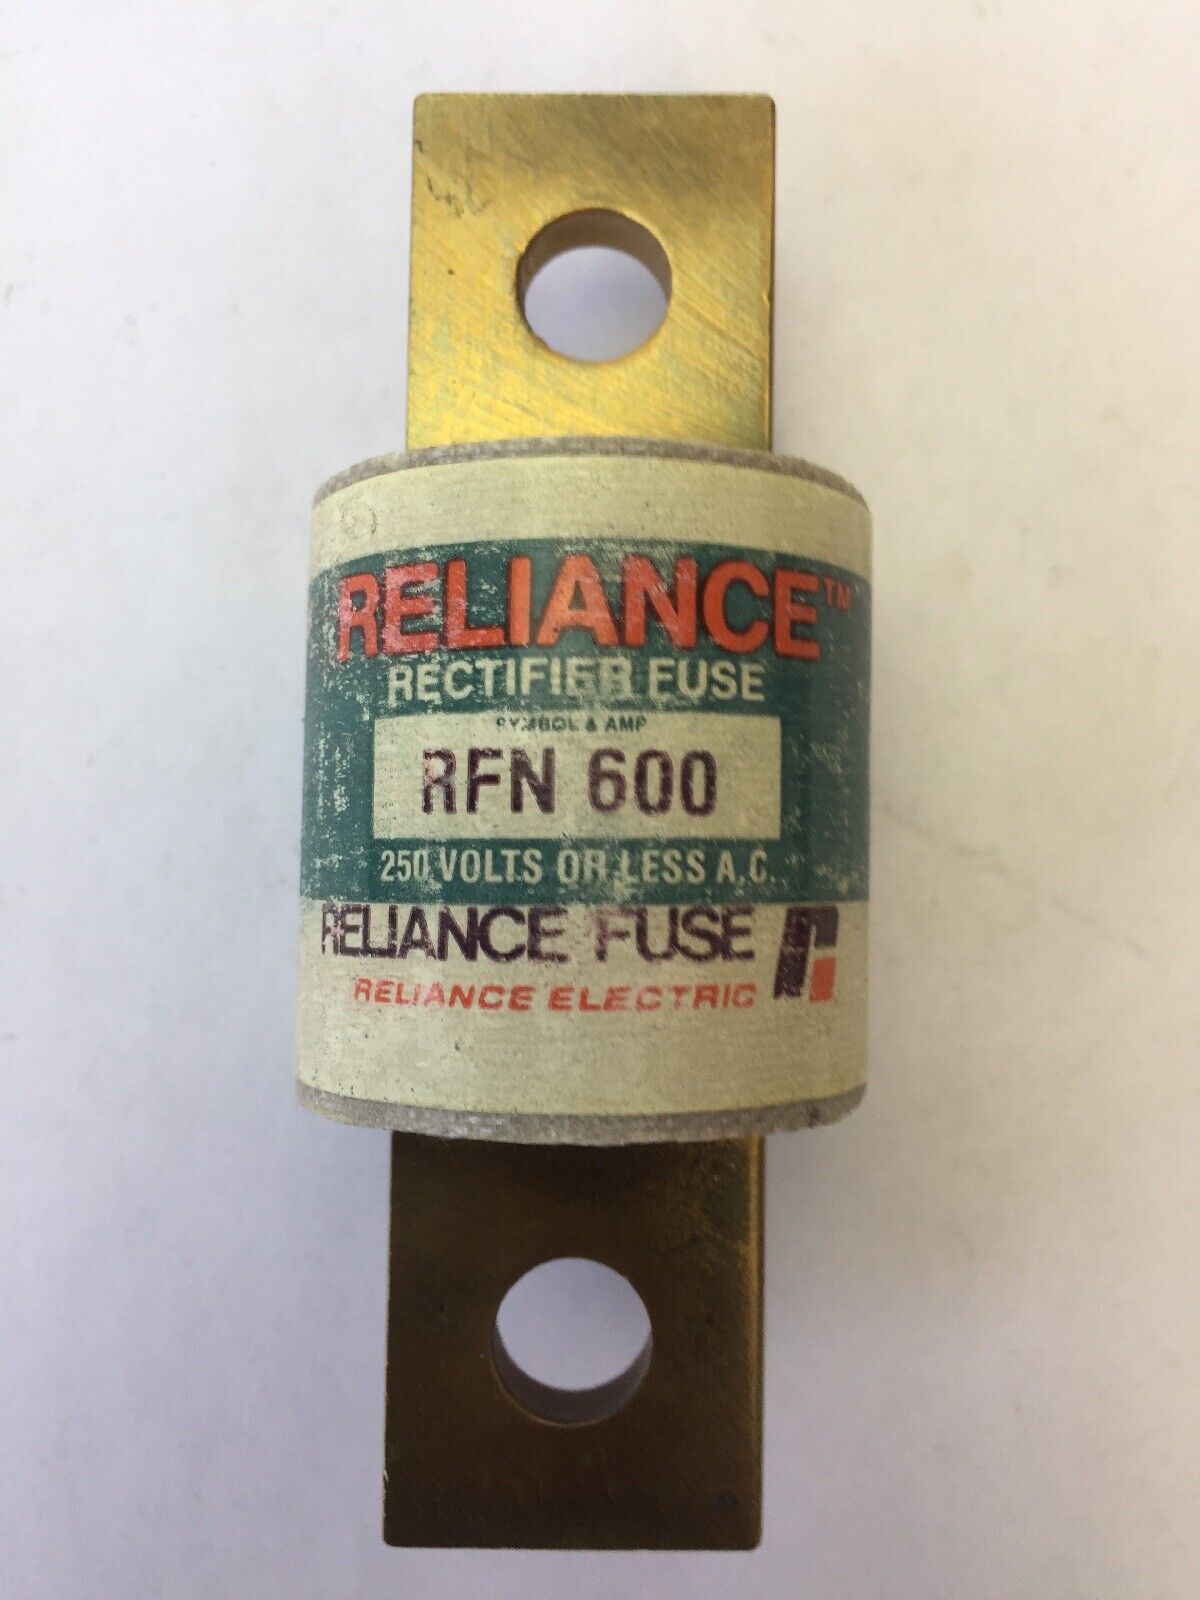 RELIANCE™
RECTIFIER FUSE
SYMBOL & AMP
RFN 600
250 VOLTS OR LESS A.C.
RELIANCE FUSE
RELIANCE ELECTRIC